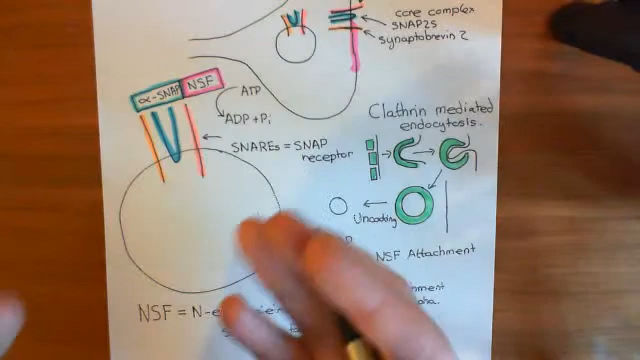 core complex
SNAP25
synaptobrevin 2
α-SNAP NSF
ATP
ADP + Pi
SNAREs = SNAP
receptor
Clathrin mediated
endocytosis.
Uncoating
NSF Attachment
NSF = N-e